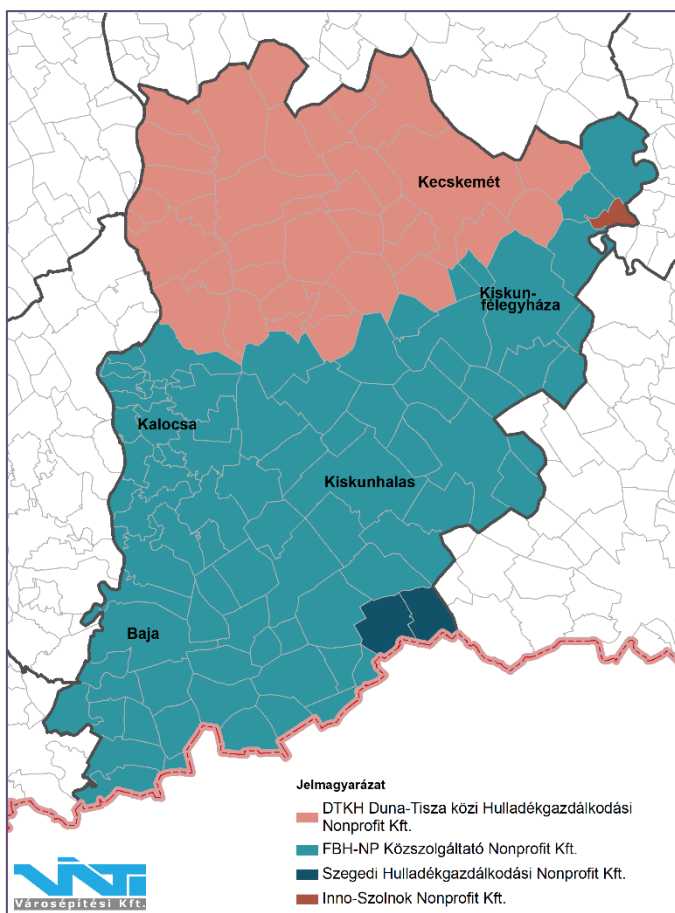 Kecskemét
Kiskun-
félegyháza
Kalocsa
Kiskunhalas
Baja
Jelmagyarázat
DTKH Duna-Tisza közi Hulladékgazdálkodási
Nonprofit Kft.
FBH-NP Közszolgáltató Nonprofit Kft.
Szegedi Hulladékgazdálkodási Nonprofit Kft.
Inno-Szolnok Nonprofit Kft.
VÁTI
Városépítési Kft.